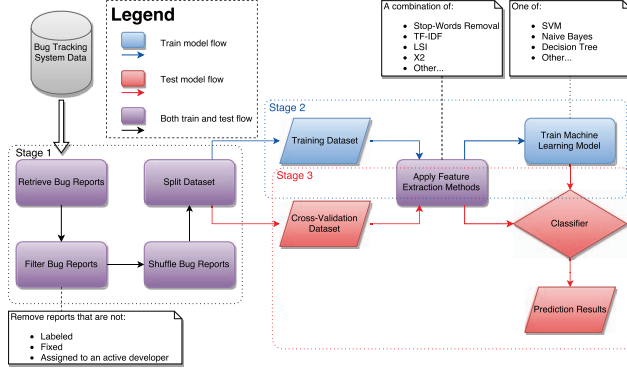 Bug Tracking
System Data
Legend
Train model flow
Test model flow
Both train and test flow
A combination of:
• Stop-Words Removal
• TF-IDF
• LSI
• X2
• Other...
One of:
• SVM
• Naive Bayes
• Decision Tree
• Other...
Stage 1
Retrieve Bug Reports
Split Dataset
Filter Bug Reports
Shuffle Bug Reports
Remove reports that are not:
• Labeled
• Fixed
• Assigned to an active developer
Stage 2
Training Dataset
Apply Feature
Extraction Methods
Train Machine
Learning Model
Stage 3
Cross-Validation
Dataset
Classifier
Prediction Results